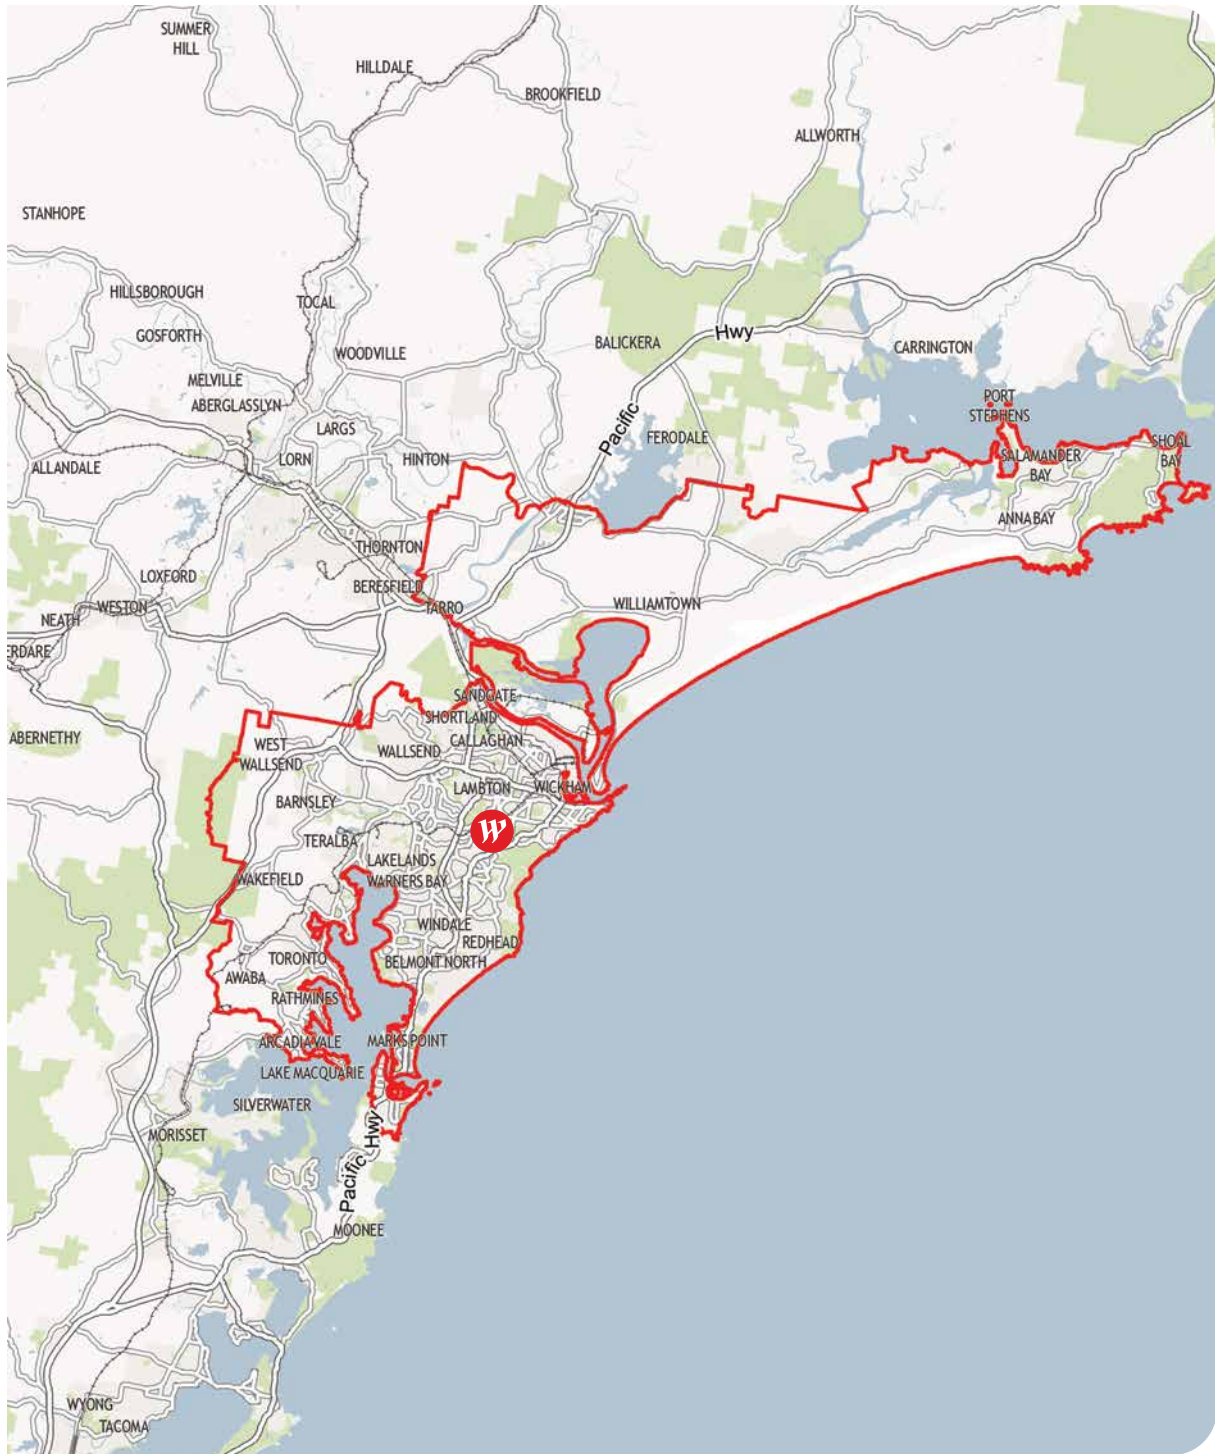 SUMMER
HILL
HILLDALE
BROOKFIELD
ALLWORTH
STANHOPE
HILLSBOROUGH
TOCAL
GOSFORTH
Hwy
BALICKERA
CARRINGTON
WOODVILLE
MELVILLE
ABERGLASSLYN
PORT
STEPHENS
Pacific
LARGS
FERODALE
SHOAL
BAY
SALAMANDER
BAY
LORN
HINTON
ALLANDALE
ANNA BAY
THORNTON
LOXFORD
BERESFIELD
WESTON
TARRO
WILLIAMTOWN
NEATH
ERDARE
SANDGATE
SHORTLAND
ABERNETHY
WEST
WALLSEND
WALLSEND
CALLAGHAN
LAMBTON
WICKHAM
BARNSLEY
W
TERALBA
LAKELANDS
WAKEFIELD
WARNERS BAY
WINDALE
REDHEAD
TORONTO
BELMONT NORTH
AWABA
RATHMINES
ARCADIA VALE
MARKS POINT
LAKE MACQUARIE
SILVERWATER
MORISSET
Pacific Hwy
MOONEE
WYONG
TACOMA